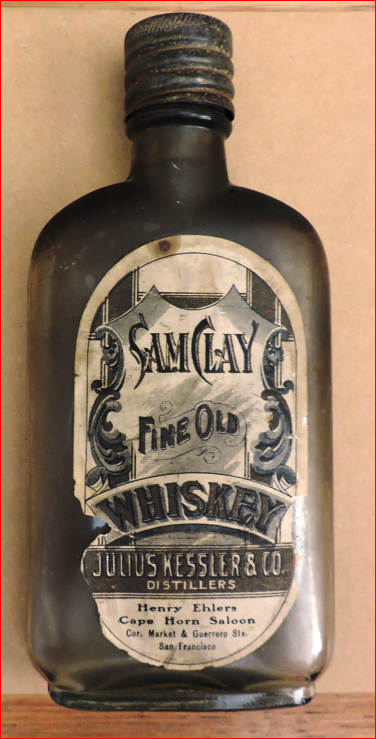 SAM CLAY
FINE OLD
WHISKEY
JULIUS KESSLER & CO.
DISTILLERS
Henry Ehlers
Cape Horn Saloon
Cor. Market & Guerrero Sts.
San Francisco